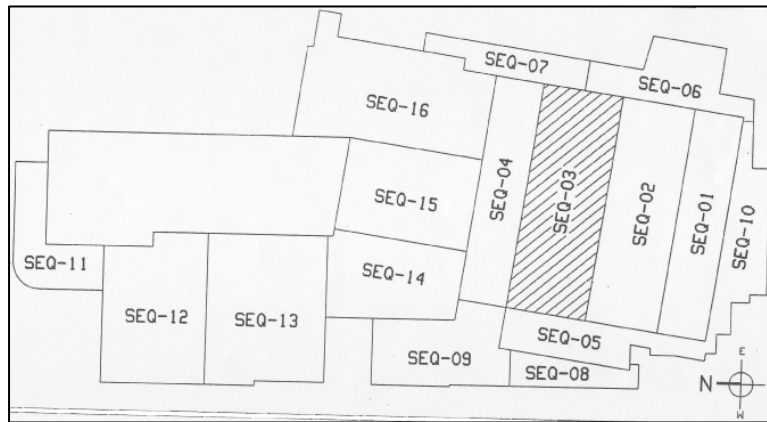 SEQ-07
SEQ-06
SEQ-16
SEQ-04
SEQ-03
SEQ-02
SEQ-01
SEQ-10
SEQ-15
SEQ-14
SEQ-11
SEQ-12
SEQ-13
SEQ-09
SEQ-05
SEQ-08
E
N
W